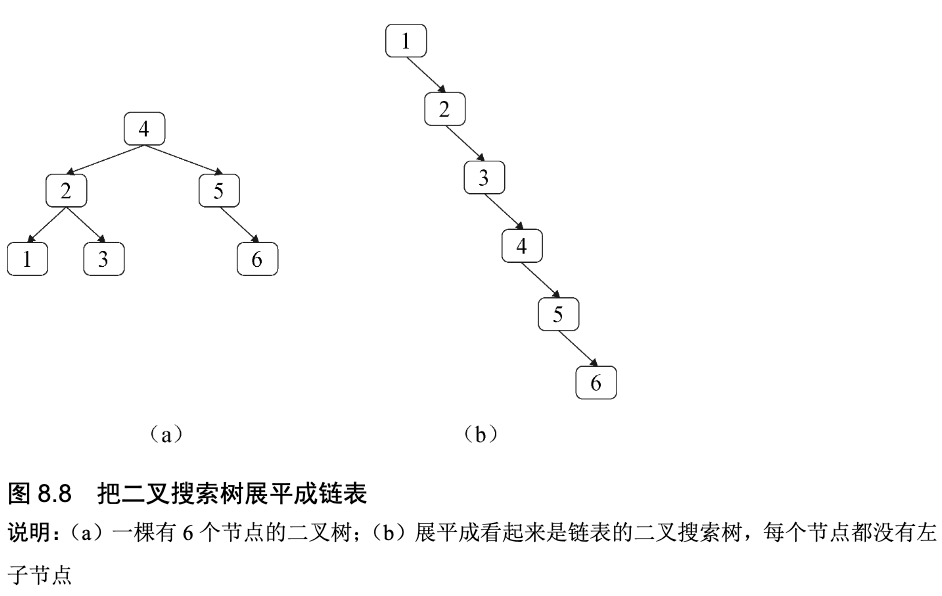 1
2
3
4
5
6
4
2
5
1
3
6
（a）
（b）
图 8.8 把二叉搜索树展平成链表
说明：（a）一棵有 6 个节点的二叉树；（b）展平成看起来是链表的二叉搜索树，每个节点都没有左
子节点